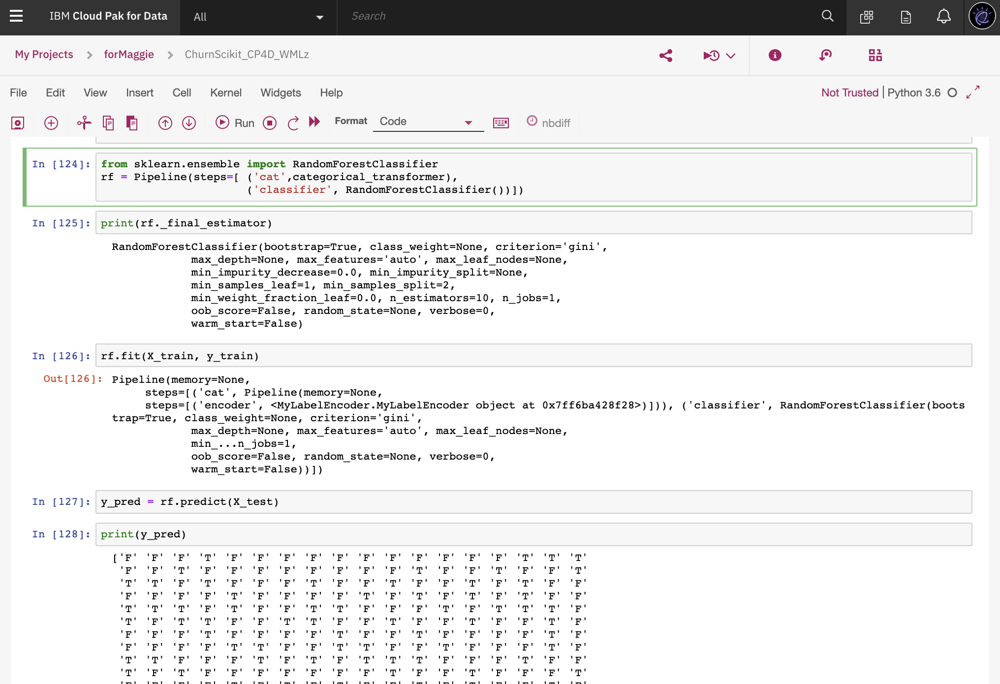 IBM Cloud Pak for Data
All
Search
My Projects > forMaggie > ChurnScikit_CP4D_WMLz
File Edit View Insert Cell Kernel Widgets Help
Not Trusted | Python 3.6
Run
Format Code
nbdiff
In [124]: from sklearn.ensemble import RandomForestClassifier
rf = Pipeline(steps=[ ('cat',categorical_transformer),
('classifier', RandomForestClassifier())])
In [125]: print(rf._final_estimator)
RandomForestClassifier(bootstrap=True, class_weight=None, criterion='gini',
max_depth=None, max_features='auto', max_leaf_nodes=None,
min_impurity_decrease=0.0, min_impurity_split=None,
min_samples_leaf=1, min_samples_split=2,
min_weight_fraction_leaf=0.0, n_estimators=10, n_jobs=1,
oob_score=False, random_state=None, verbose=0,
warm_start=False)
In [126]: rf.fit(X_train, y_train)
Out[126]: Pipeline(memory=None,
steps=[('cat', Pipeline(memory=None,
steps=[('encoder', <MyLabelEncoder.MyLabelEncoder object at 0x7ff6ba428f28>)])), ('classifier', RandomForestClassifier(boots
trap=True, class_weight=None, criterion='gini',
max_depth=None, max_features='auto', max_leaf_nodes=None,
min_...n_jobs=1,
oob_score=False, random_state=None, verbose=0,
warm_start=False))])
In [127]: y_pred = rf.predict(X_test)
In [128]: print(y_pred)
['F' 'F' 'F' 'T' 'F' 'F' 'F' 'F' 'F' 'F' 'F' 'F' 'F' 'F' 'F' 'T' 'T' 'T'
'F' 'F' 'T' 'F' 'F' 'F' 'F' 'F' 'F' 'F' 'F' 'T' 'F' 'F' 'T' 'F' 'F' 'T'
'T' 'T' 'F' 'T' 'F' 'F' 'F' 'T' 'F' 'F' 'T' 'F' 'F' 'T' 'F' 'T' 'F' 'F'
'F' 'F' 'F' 'F' 'T' 'F' 'F' 'F' 'F' 'T' 'F' 'T' 'F' 'T' 'F' 'T' 'F' 'F'
'T' 'T' 'T' 'F' 'T' 'F' 'F' 'T' 'T' 'F' 'F' 'F' 'T' 'F' 'T' 'T' 'T' 'F'
'T' 'F' 'T' 'T' 'F' 'F' 'T' 'T' 'F' 'F' 'T' 'F' 'F' 'T' 'F' 'F' 'T' 'F'
'F' 'F' 'F' 'T' 'F' 'F' 'F' 'F' 'T' 'F' 'F' 'T' 'F' 'F' 'F' 'F' 'T' 'F'
'F' 'F' 'F' 'F' 'T' 'T' 'F' 'F' 'T' 'T' 'F' 'F' 'T' 'F' 'F' 'F' 'T' 'F'
'T' 'T' 'F' 'F' 'F' 'T' 'F' 'T' 'F' 'T' 'T' 'T' 'F' 'F' 'F' 'T' 'F' 'F'
'T' 'F' 'T' 'F' 'F' 'F' 'F' 'F' 'F' 'F' 'T' 'F' 'F' 'T' 'F' 'F' 'F' 'T'